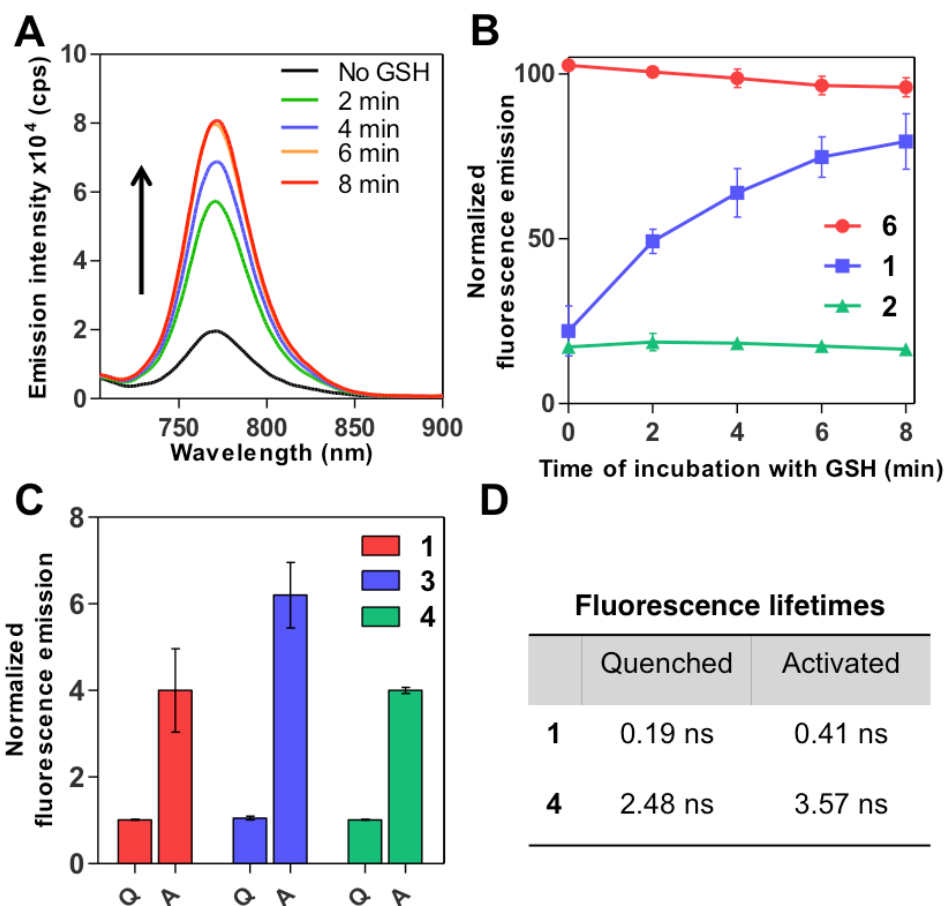 A
Emission intensity x10⁴ (cps)
10
8
6
4
2
0
No GSH
2 min
4 min
6 min
8 min
750 800 850 900
Wavelength (nm)
B
Normalized
fluorescence emission
100
50
0
6
1
2
0 2 4 6 8
Time of incubation with GSH (min)
C
Normalized
fluorescence emission
8
6
4
2
0
1
3
4
Q A Q A Q A
D
Fluorescence lifetimes
Quenched Activated
1 0.19 ns 0.41 ns
4 2.48 ns 3.57 ns